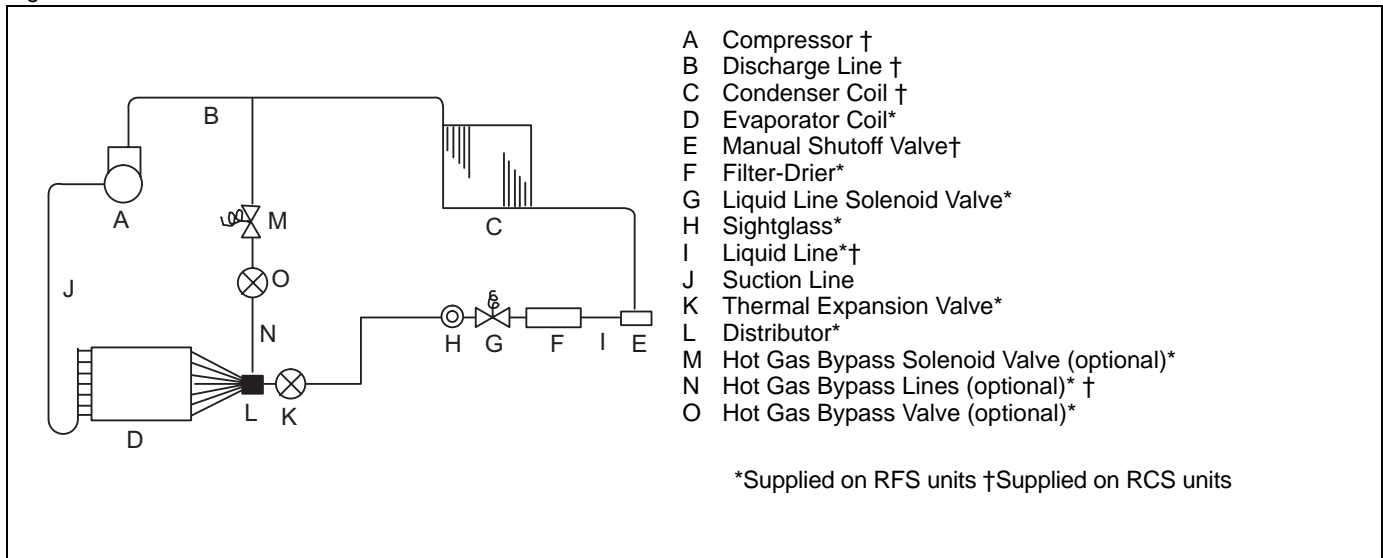 B
A
M
C
O
J
N
H G F I E
L K
D
A Compressor †
B Discharge Line †
C Condenser Coil †
D Evaporator Coil*
E Manual Shutoff Valve†
F Filter-Drier*
G Liquid Line Solenoid Valve*
H Sightglass*
I Liquid Line*†
J Suction Line
K Thermal Expansion Valve*
L Distributor*
M Hot Gas Bypass Solenoid Valve (optional)*
N Hot Gas Bypass Lines (optional)* †
O Hot Gas Bypass Valve (optional)*
*Supplied on RFS units †Supplied on RCS units